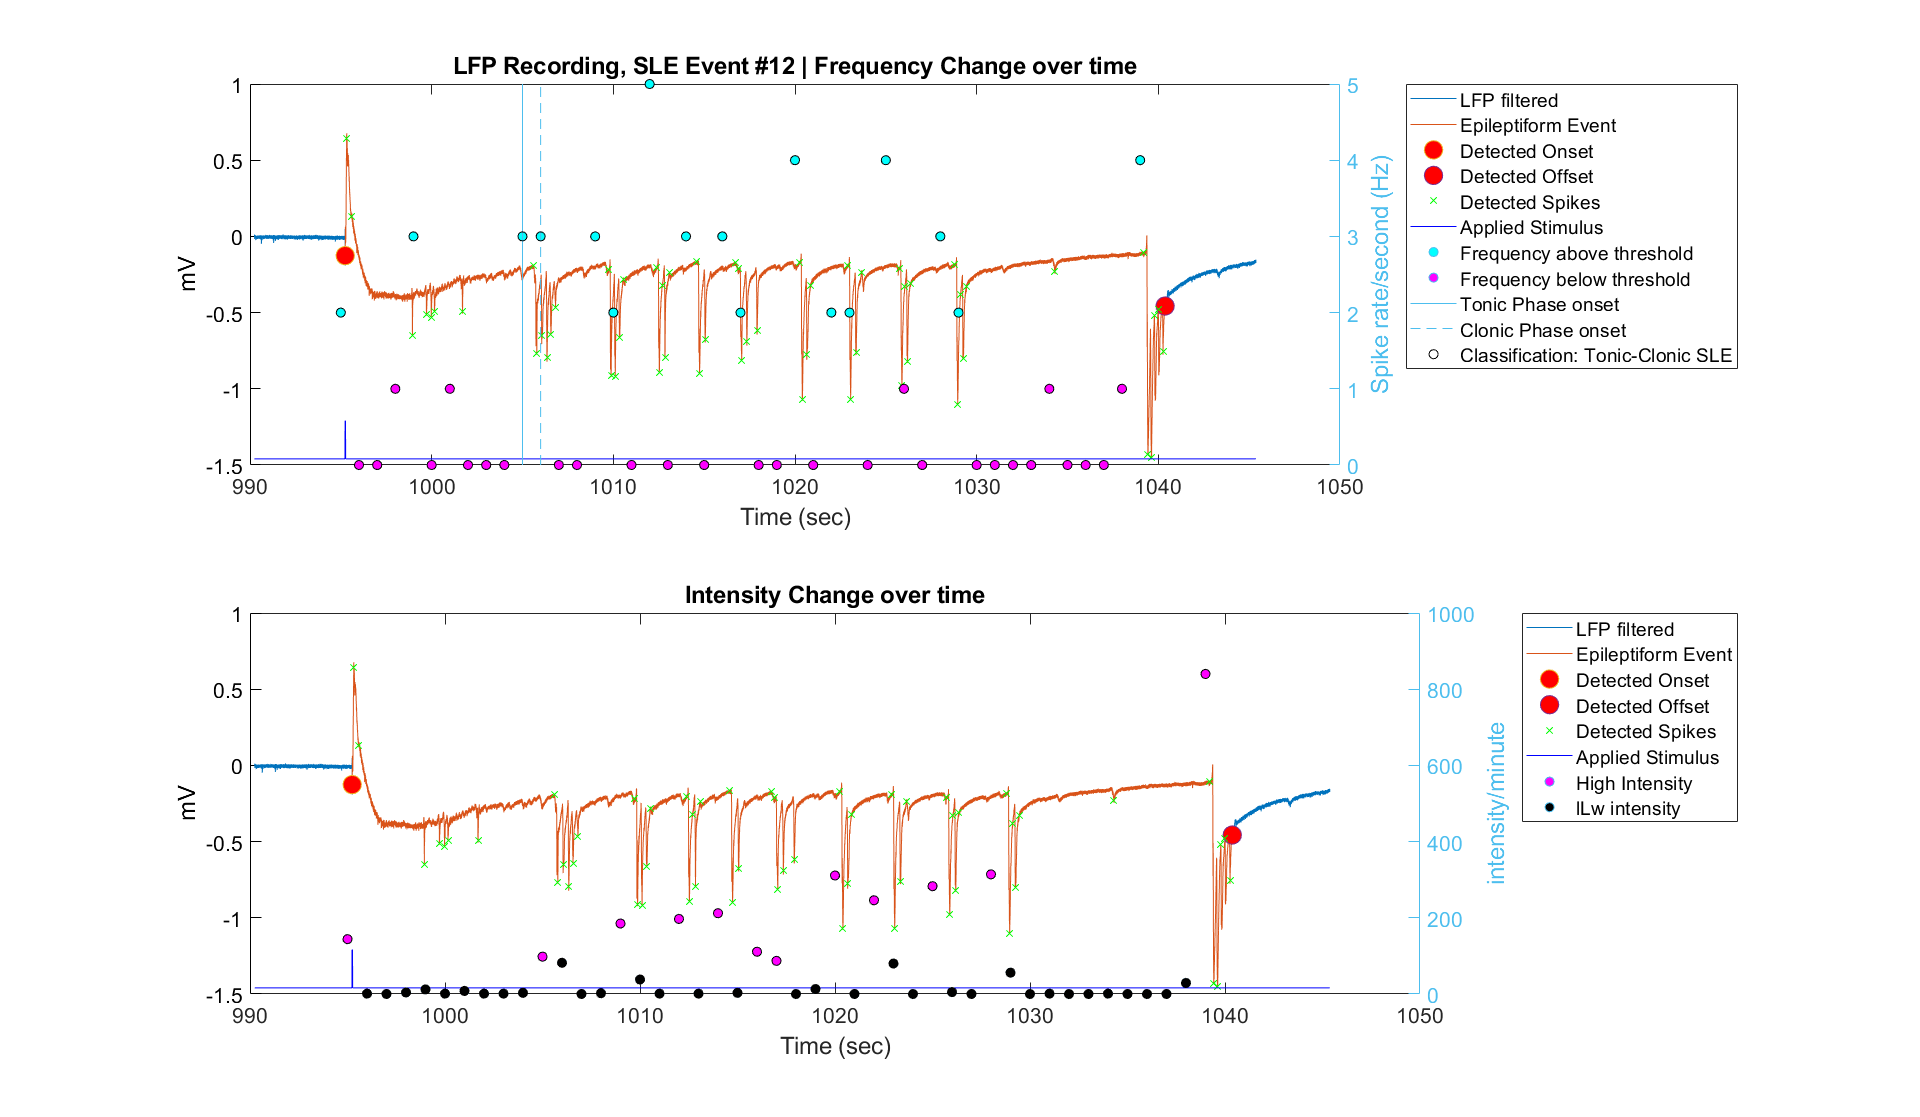 LFP Recording, SLE Event #12 | Frequency Change over time
1
0.5
0
-0.5
-1
-1.5
mV
990
1000
1010
1020
1030
1040
1050
Time (sec)
5
4
3
2
1
0
Spike rate/second (Hz)
LFP filtered
Epileptiform Event
Detected Onset
Detected Offset
Detected Spikes
Applied Stimulus
Frequency above threshold
Frequency below threshold
Tonic Phase onset
Clonic Phase onset
Classification: Tonic-Clonic SLE
Intensity Change over time
1
0.5
0
-0.5
-1
-1.5
mV
990
1000
1010
1020
1030
1040
1050
Time (sec)
1000
800
600
400
200
0
intensity/minute
LFP filtered
Epileptiform Event
Detected Onset
Detected Offset
Detected Spikes
Applied Stimulus
High Intensity
lLw intensity